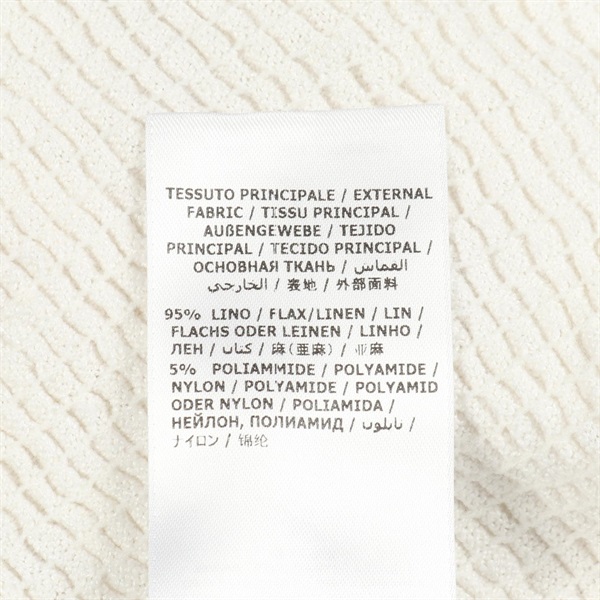 TESSUTO PRINCIPALE / EXTERNAL
FABRIC / TISSU PRINCIPAL /
AUßENGEWEBE / TEJIDO
PRINCIPAL / TECIDO PRINCIPAL /
ОСНОВНАЯ ТКАНЬ / القماش
الخارجي / 表地 / 外部面料
95% LINO / FLAX/LINEN / LIN /
FLACHS ODER LEINEN / LINHO /
ЛЕН / كتان / 麻(亜麻) / 亚麻
5% POLIAMMIDE / POLYAMIDE /
NYLON / POLYAMIDE / POLYAMID
ODER NYLON / POLIAMIDA /
НЕЙЛОН, ПОЛИАМИД / نايلون /
ナイロン / 锦纶